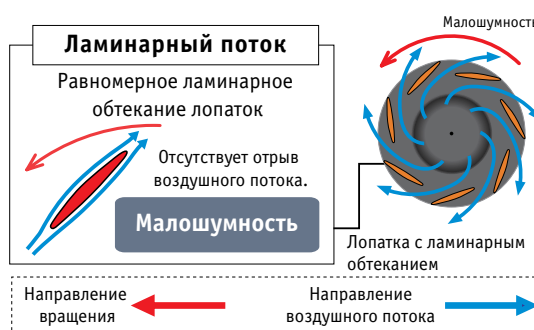 Ламинарный поток
Равномерное ламинарное
обтекание лопаток
Отсутствует отрыв
воздушного потока.
Малошумность
Малошумность
Лопатка с ламинарным
обтеканием
Направление
вращения
Направление
воздушного потока